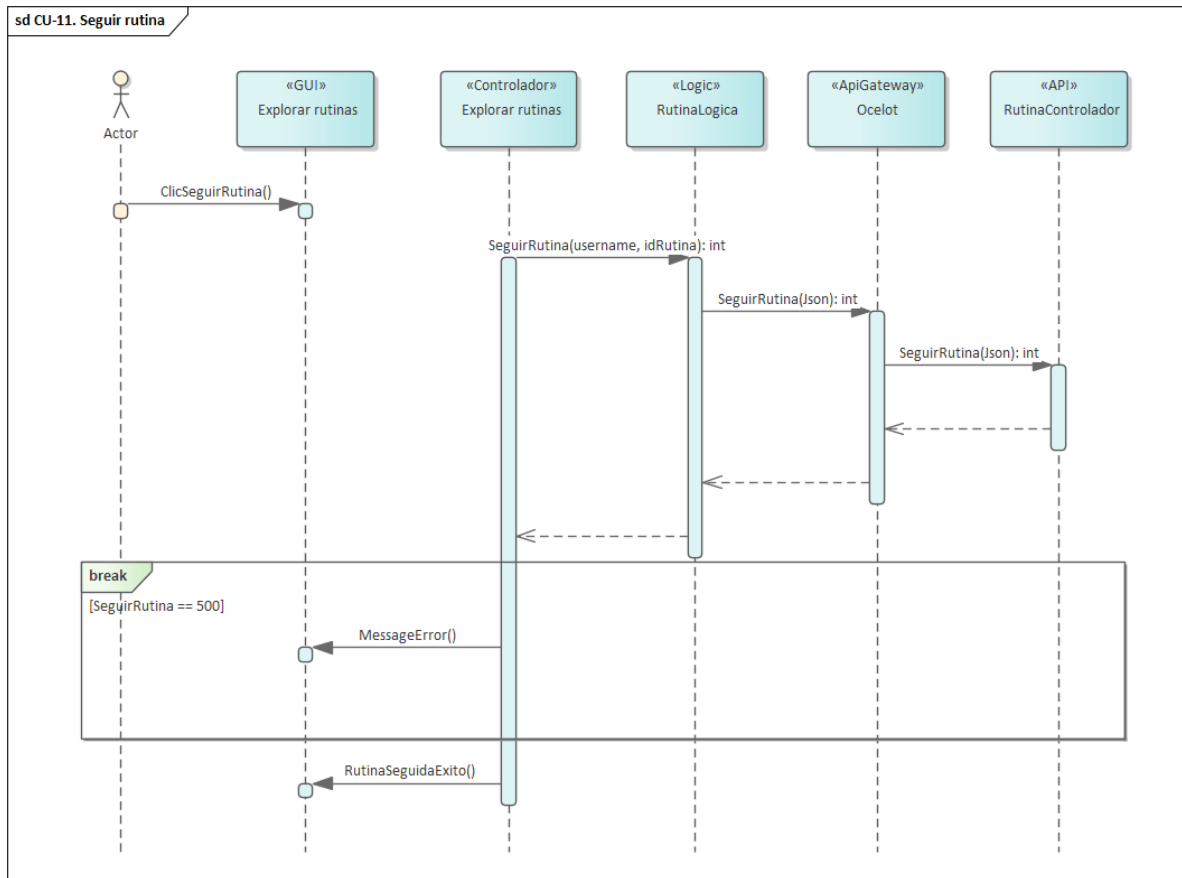 sd CU-11. Seguir rutina
Actor
«GUI»
Explorar rutinas
«Controlador»
Explorar rutinas
«Logic»
RutinaLogica
«ApiGateway»
Ocelot
«API»
RutinaControlador
ClicSeguirRutina()
SeguirRutina(username, idRutina): int
SeguirRutina(Json): int
SeguirRutina(Json): int
break
[SeguirRutina == 500]
MessageError()
RutinaSeguidaExito()